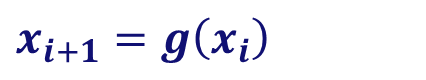 x_{i+1} = g(x_i)